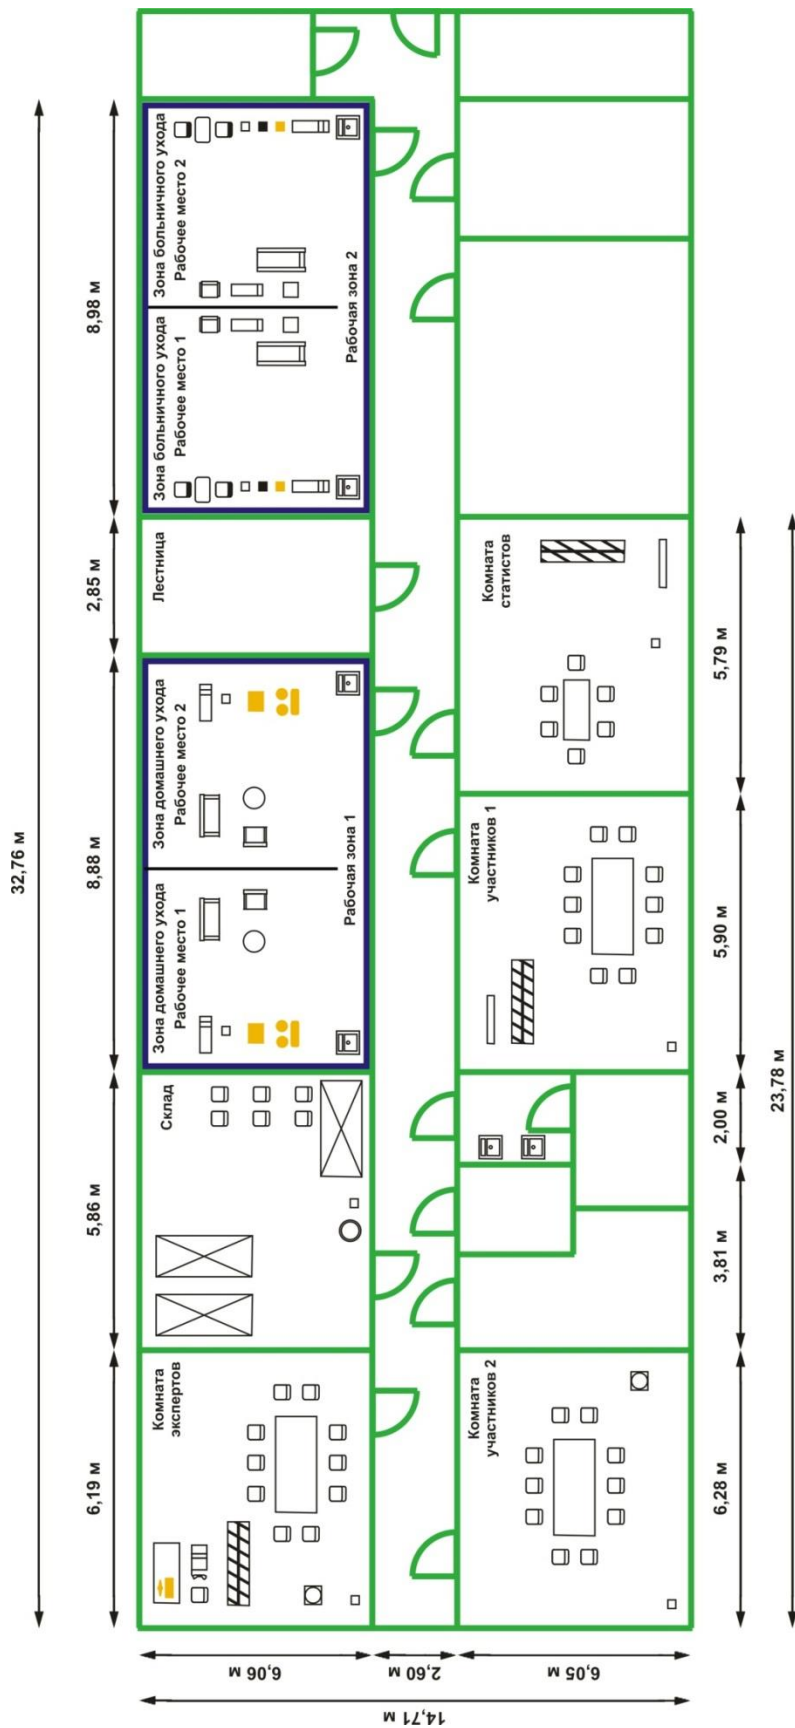 32,76 м
6,19 м
5,86 м
8,88 м
2,85 м
8,98 м
Комната
экспертов
Склад
Зона домашнего ухода
Рабочее место 1
Зона домашнего ухода
Рабочее место 2
Рабочая зона 1
Лестница
Зона больничного ухода
Рабочее место 1
Зона больничного ухода
Рабочее место 2
Рабочая зона 2
Комната
участников 2
Комната
участников 1
Комната
статистов
6,28 м
3,81 м
2,00 м
5,90 м
5,79 м
23,78 м
6,06 м
2,60 м
6,05 м
14,71 м